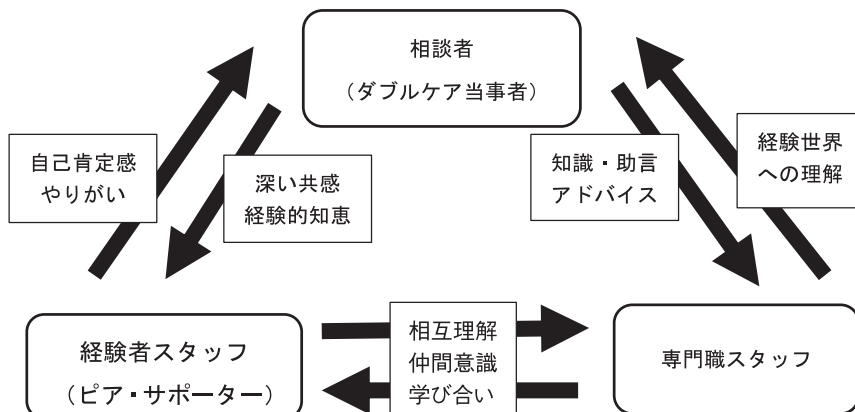 相談者
（ダブルケア当事者）
自己肯定感
やりがい
深い共感
経験的知恵
知識・助言
アドバイス
経験世界
への理解
経験者スタッフ
（ピア・サポーター）
相互理解
仲間意識
学び合い
専門職スタッフ